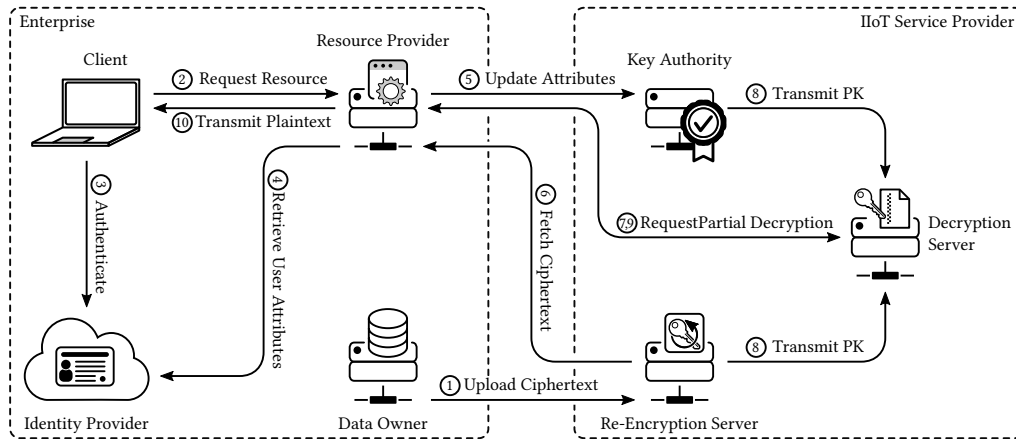 Enterprise
IIoT Service Provider
Resource Provider
Client
Key Authority
② Request Resource
⑤ Update Attributes
⑧ Transmit PK
⑩ Transmit Plaintext
③ Authenticate
④ Retrieve User Attributes
⑥ Fetch Ciphertext
7,9 RequestPartial Decryption
Decryption
Server
⑧ Transmit PK
① Upload Ciphertext
Identity Provider
Data Owner
Re-Encryption Server